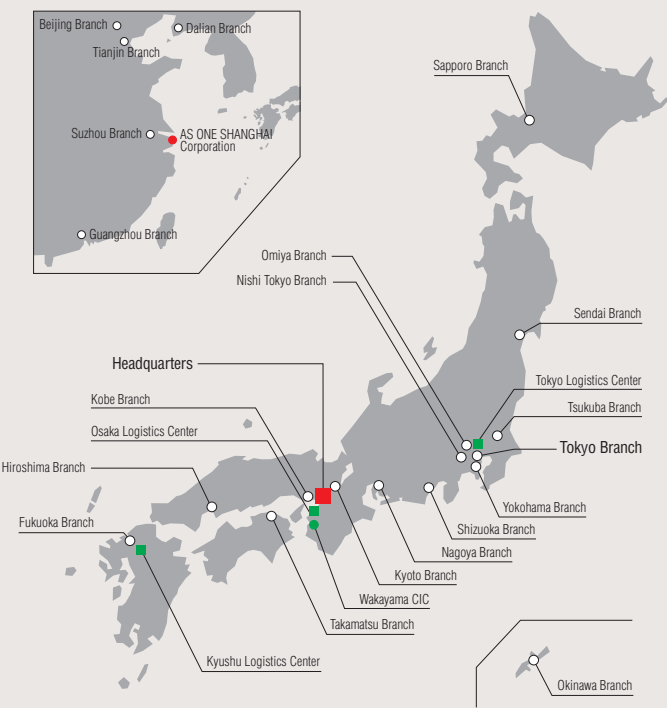 Beijing Branch
Dalian Branch
Tianjin Branch
Suzhou Branch
AS ONE SHANGHAI
Corporation
Guangzhou Branch
Sapporo Branch
Omiya Branch
Nishi Tokyo Branch
Sendai Branch
Headquarters
Tokyo Logistics Center
Kobe Branch
Tsukuba Branch
Osaka Logistics Center
Tokyo Branch
Hiroshima Branch
Yokohama Branch
Fukuoka Branch
Shizuoka Branch
Nagoya Branch
Kyoto Branch
Wakayama CIC
Takamatsu Branch
Kyushu Logistics Center
Okinawa Branch